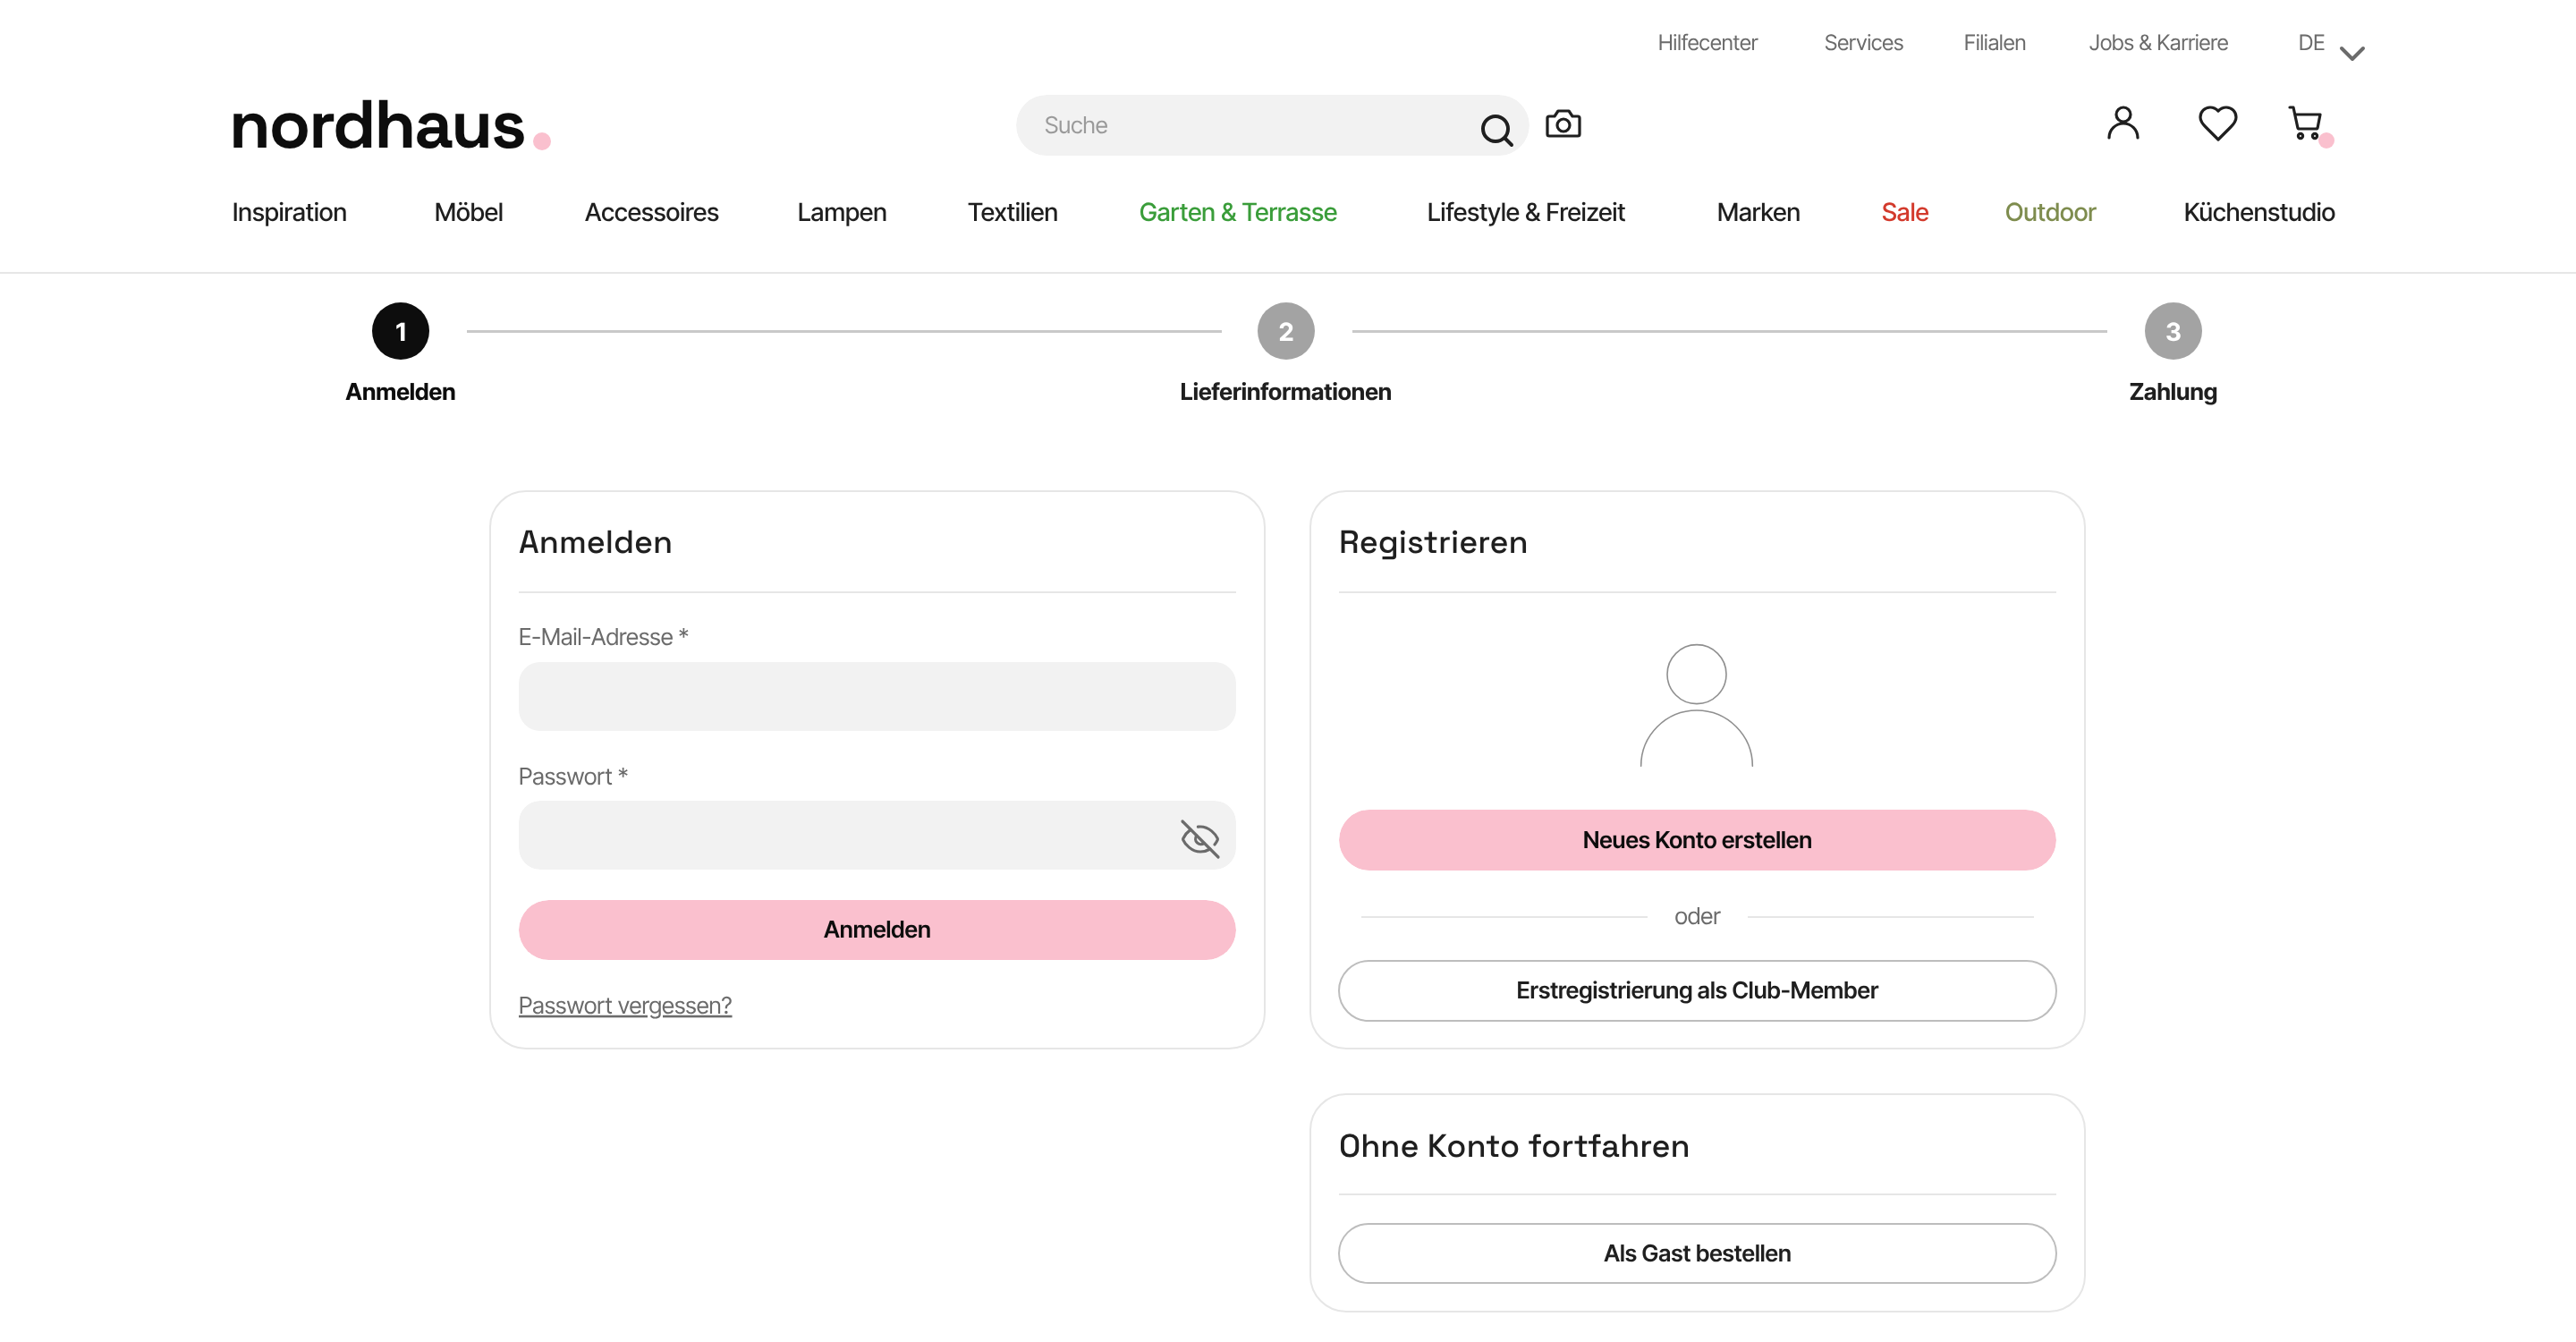 Hilfecenter Services Filialen Jobs & Karriere DE
nordhaus.
Suche
Inspiration Möbel Accessoires Lampen Textilien Garten & Terrasse Lifestyle & Freizeit Marken Sale Outdoor Küchenstudio
1 2 3
Anmelden Lieferinformationen Zahlung
Anmelden
E-Mail-Adresse *
Passwort *
Anmelden
Passwort vergessen?
Registrieren
Neues Konto erstellen
oder
Erstregistrierung als Club-Member
Ohne Konto fortfahren
Als Gast bestellen